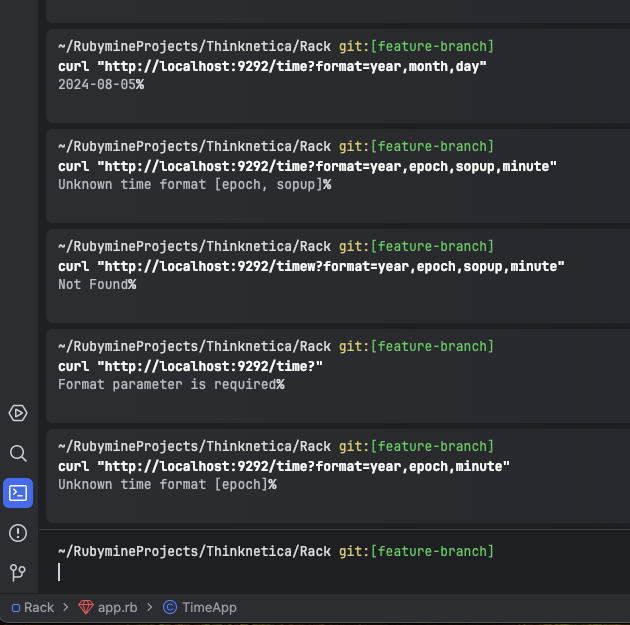 ~/RubymineProjects/Thinknetica/Rack git:[feature-branch]
curl "http://localhost:9292/time?format=year,month,day"
2024-08-05%
~/RubymineProjects/Thinknetica/Rack git:[feature-branch]
curl "http://localhost:9292/time?format=year,epoch,sopup,minute"
Unknown time format [epoch, sopup]%
~/RubymineProjects/Thinknetica/Rack git:[feature-branch]
curl "http://localhost:9292/timew?format=year,epoch,sopup,minute"
Not Found%
~/RubymineProjects/Thinknetica/Rack git:[feature-branch]
curl "http://localhost:9292/time?"
Format parameter is required%
~/RubymineProjects/Thinknetica/Rack git:[feature-branch]
curl "http://localhost:9292/time?format=year,epoch,minute"
Unknown time format [epoch]%
~/RubymineProjects/Thinknetica/Rack git:[feature-branch]
Rack > app.rb > TimeApp